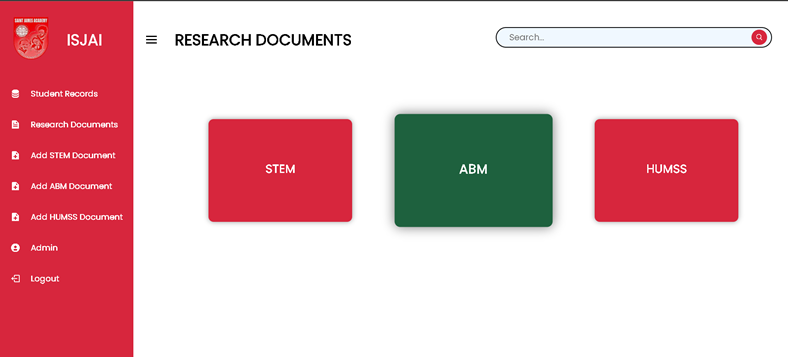 SAINT JAMES ACADEMY
ISJAI
RESEARCH DOCUMENTS
Search...
Student Records
Research Documents
Add STEM Document
Add ABM Document
Add HUMSS Document
Admin
Logout
STEM
ABM
HUMSS